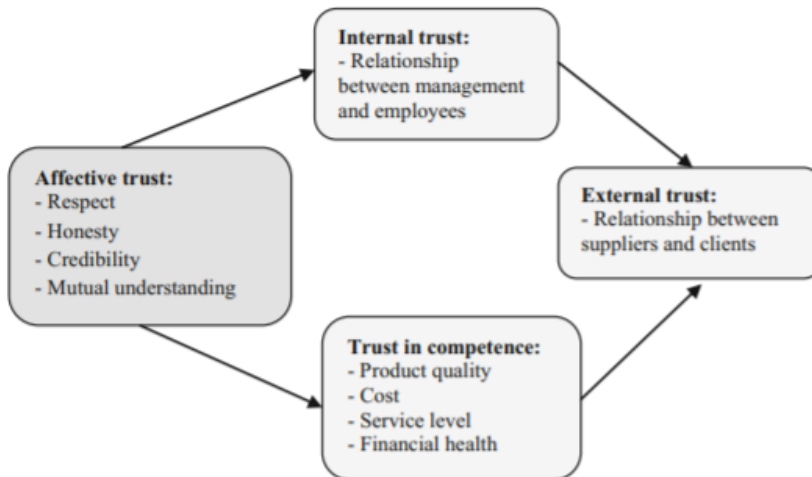 Internal trust:
- Relationship
between management
and employees
Affective trust:
- Respect
- Honesty
- Credibility
- Mutual understanding
External trust:
- Relationship between
suppliers and clients
Trust in competence:
- Product quality
- Cost
- Service level
- Financial health